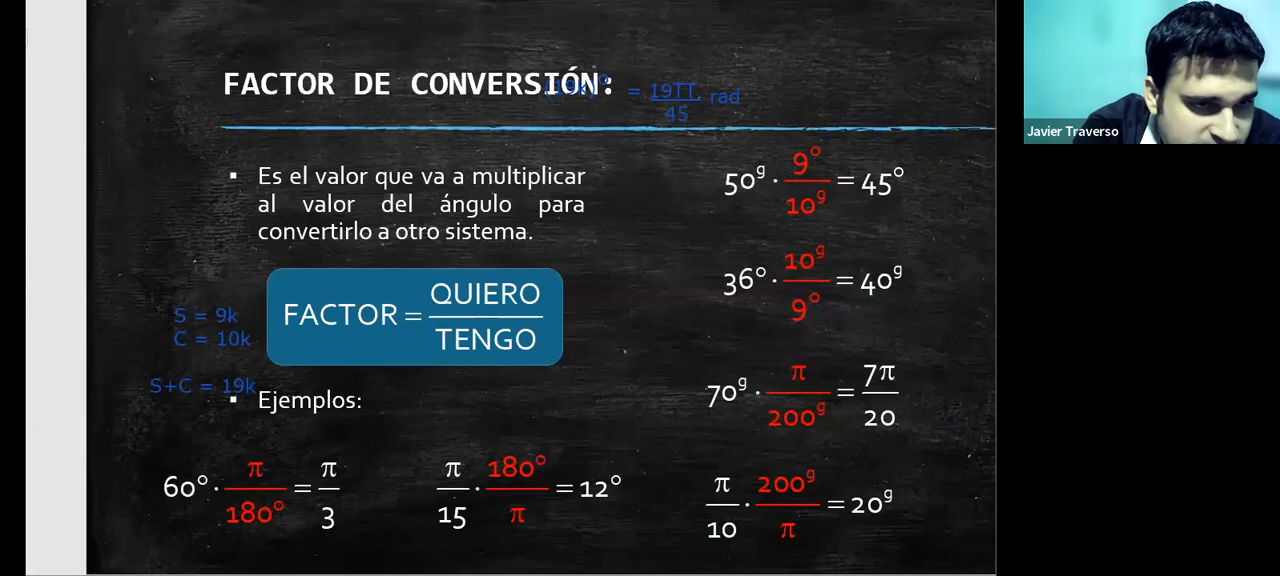 FACTOR DE CONVERSIÓN:
(19k)° = 19TT rad
45
Es el valor que va a multiplicar
al valor del ángulo para
convertirlo a otro sistema.
FACTOR = QUIERO
TENGO
S = 9k
C = 10k
S+C = 19k
Ejemplos:
60° · π/180° = π/3
π/15 · 180°/π = 12°
50ᵍ · 9°/10ᵍ = 45°
36° · 10ᵍ/9° = 40ᵍ
70ᵍ · π/200ᵍ = 7π/20
π/10 · 200ᵍ/π = 20ᵍ
Javier Traverso